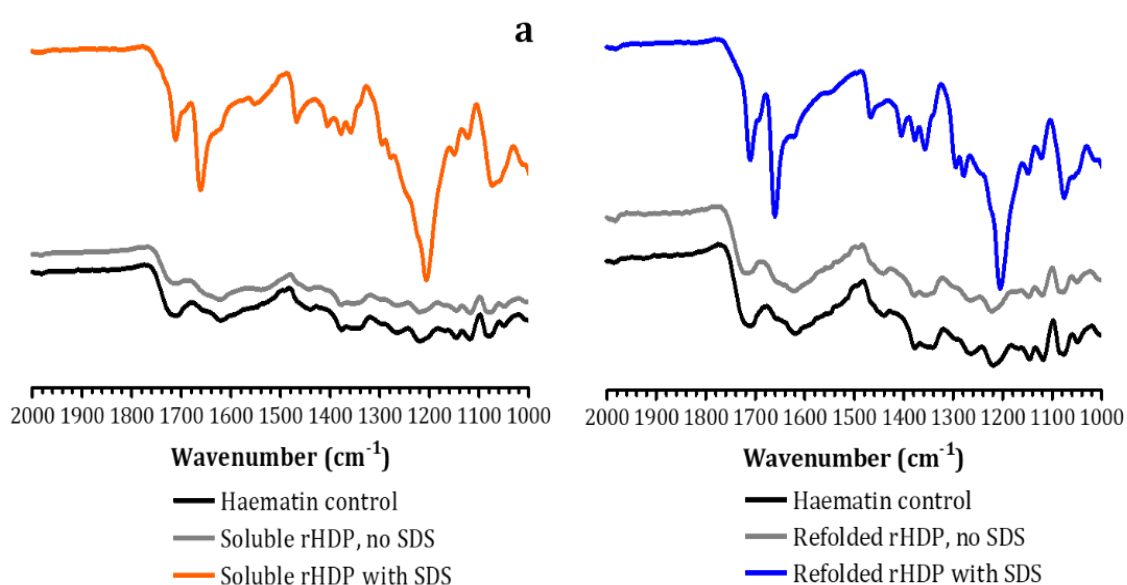 a
2000 1900 1800 1700 1600 1500 1400 1300 1200 1100 1000
Wavenumber (cm⁻¹)
Haematin control
Soluble rHDP, no SDS
Soluble rHDP with SDS
2000 1900 1800 1700 1600 1500 1400 1300 1200 1100 1000
Wavenumber (cm⁻¹)
Haematin control
Refolded rHDP, no SDS
Refolded rHDP with SDS